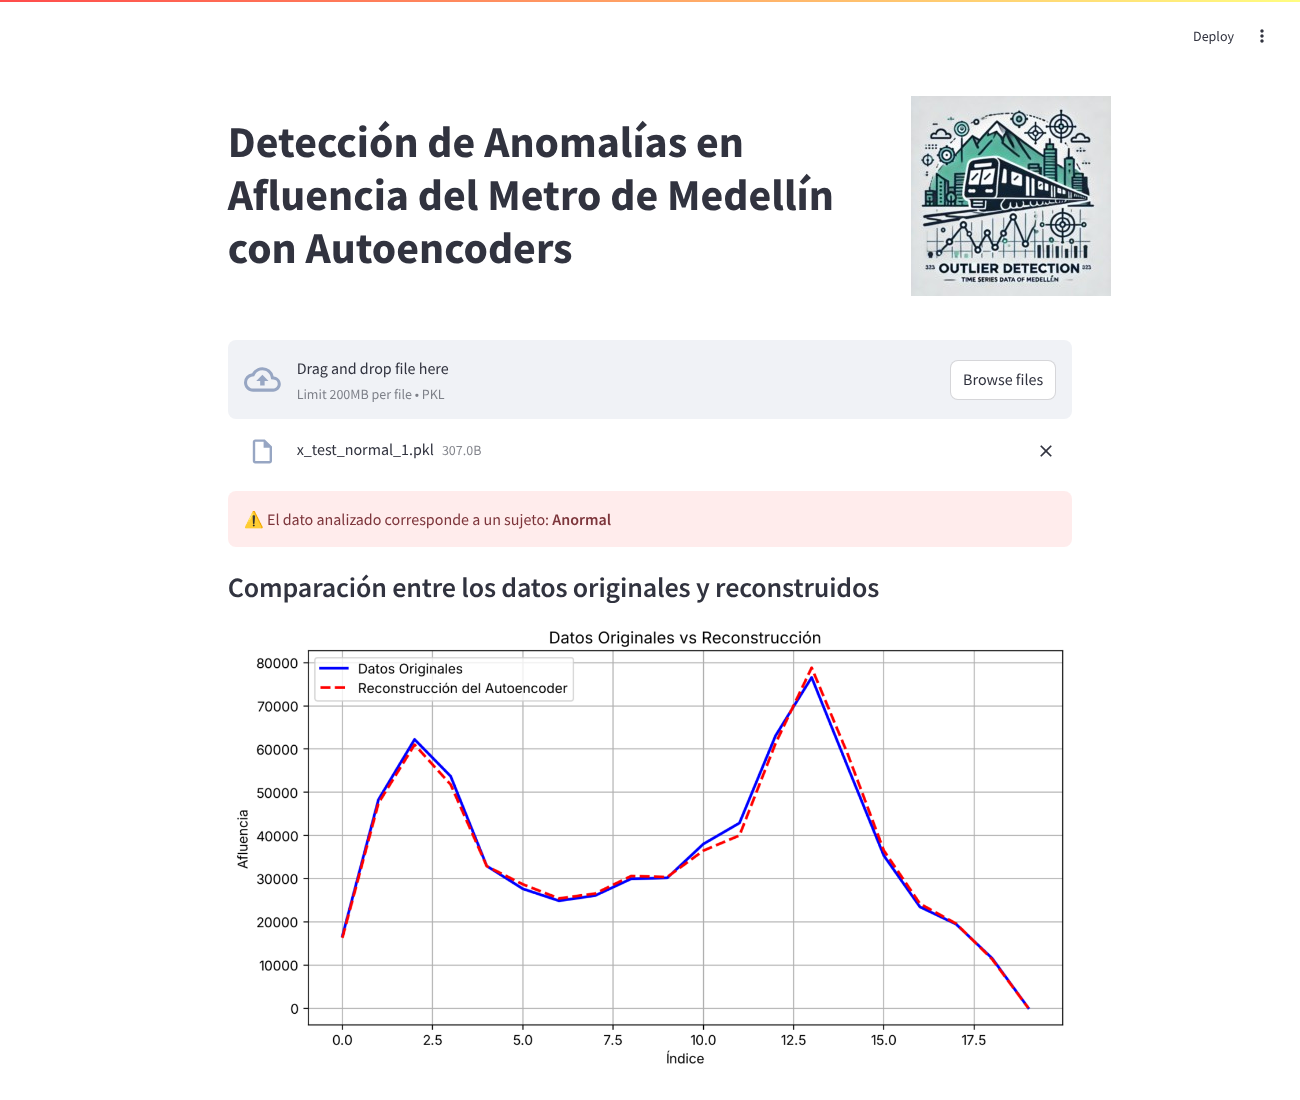 Deploy
Detección de Anomalías en
Afluencia del Metro de Medellín
con Autoencoders
OUTLIER DETECTION
TIME SERIES DATA OF MEDELLÍN
Drag and drop file here
Limit 200MB per file • PKL
Browse files
x_test_normal_1.pkl 307.0B
⚠️ El dato analizado corresponde a un sujeto: Anormal
Comparación entre los datos originales y reconstruidos
Datos Originales vs Reconstrucción
Datos Originales
Reconstrucción del Autoencoder
Afluencia
80000
70000
60000
50000
40000
30000
20000
10000
0
0.0 2.5 5.0 7.5 10.0 12.5 15.0 17.5
Índice